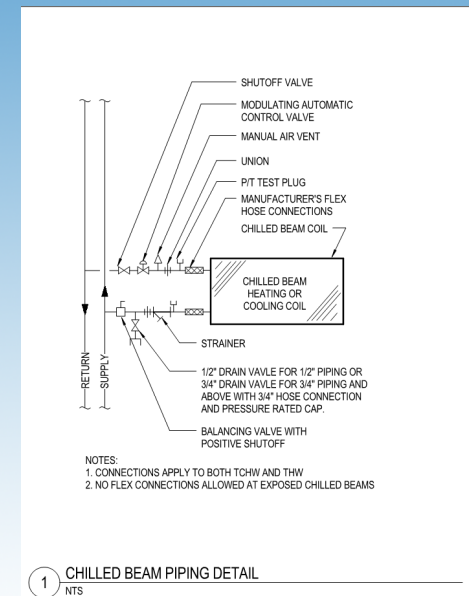 SHUTOFF VALVE
MODULATING AUTOMATIC
CONTROL VALVE
MANUAL AIR VENT
UNION
P/T TEST PLUG
MANUFACTURER'S FLEX
HOSE CONNECTIONS
CHILLED BEAM COIL
CHILLED BEAM
HEATING OR
COOLING COIL
RETURN
SUPPLY
STRAINER
1/2" DRAIN VAVLE FOR 1/2" PIPING OR
3/4" DRAIN VAVLE FOR 3/4" PIPING AND
ABOVE WITH 3/4" HOSE CONNECTION
AND PRESSURE RATED CAP.
BALANCING VALVE WITH
POSITIVE SHUTOFF
NOTES:
1. CONNECTIONS APPLY TO BOTH TCHW AND THW
2. NO FLEX CONNECTIONS ALLOWED AT EXPOSED CHILLED BEAMS
1 CHILLED BEAM PIPING DETAIL
NTS